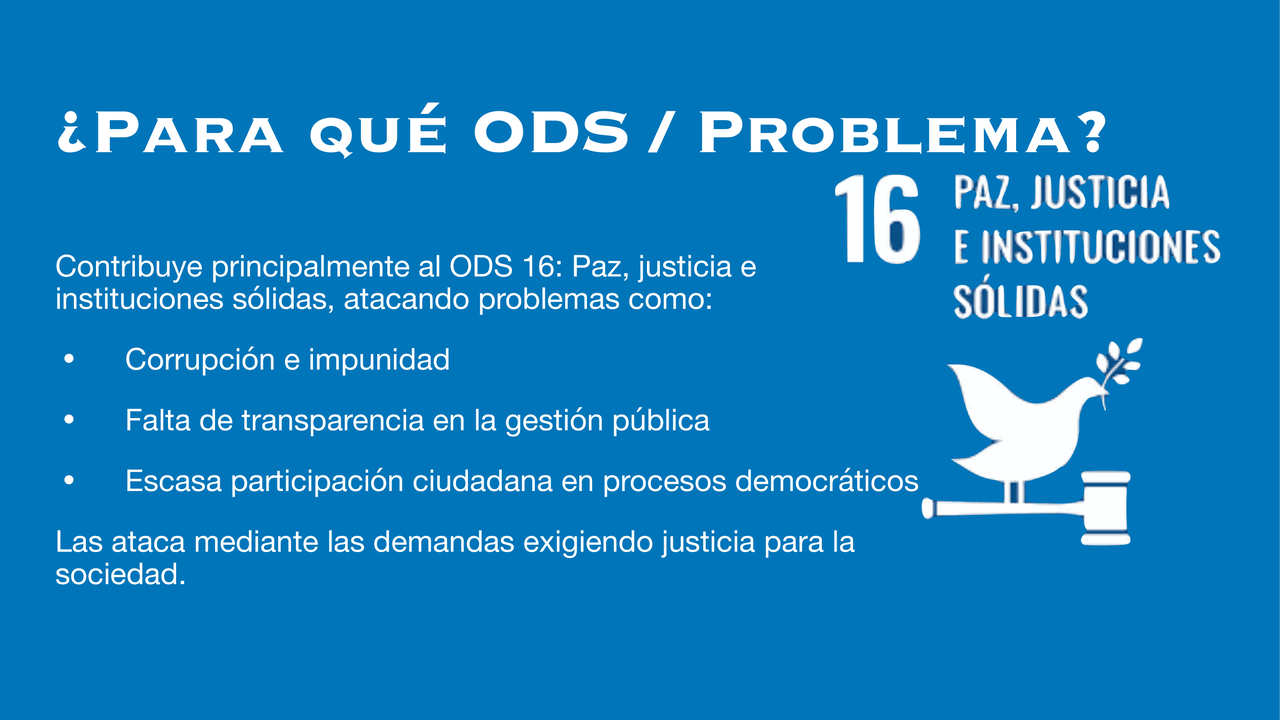 ¿Para qué ODS / Problema?
16 PAZ, JUSTICIA
E INSTITUCIONES
SÓLIDAS
Contribuye principalmente al ODS 16: Paz, justicia e
instituciones sólidas, atacando problemas como:
• Corrupción e impunidad
• Falta de transparencia en la gestión pública
• Escasa participación ciudadana en procesos democráticos
Las ataca mediante las demandas exigiendo justicia para la
sociedad.